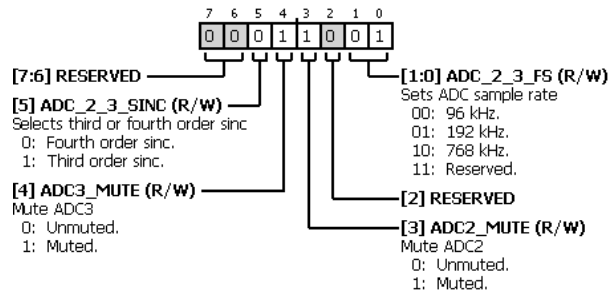 7 6 5 4 3 2 1 0
0 0 0 1 1 0 0 1
[7:6] RESERVED
[5] ADC_2_3_SINC (R/W)
Selects third or fourth order sinc
0: Fourth order sinc.
1: Third order sinc.
[4] ADC3_MUTE (R/W)
Mute ADC3
0: Unmuted.
1: Muted.
[1:0] ADC_2_3_FS (R/W)
Sets ADC sample rate
00: 96 kHz.
01: 192 kHz.
10: 768 kHz.
11: Reserved.
[2] RESERVED
[3] ADC2_MUTE (R/W)
Mute ADC2
0: Unmuted.
1: Muted.